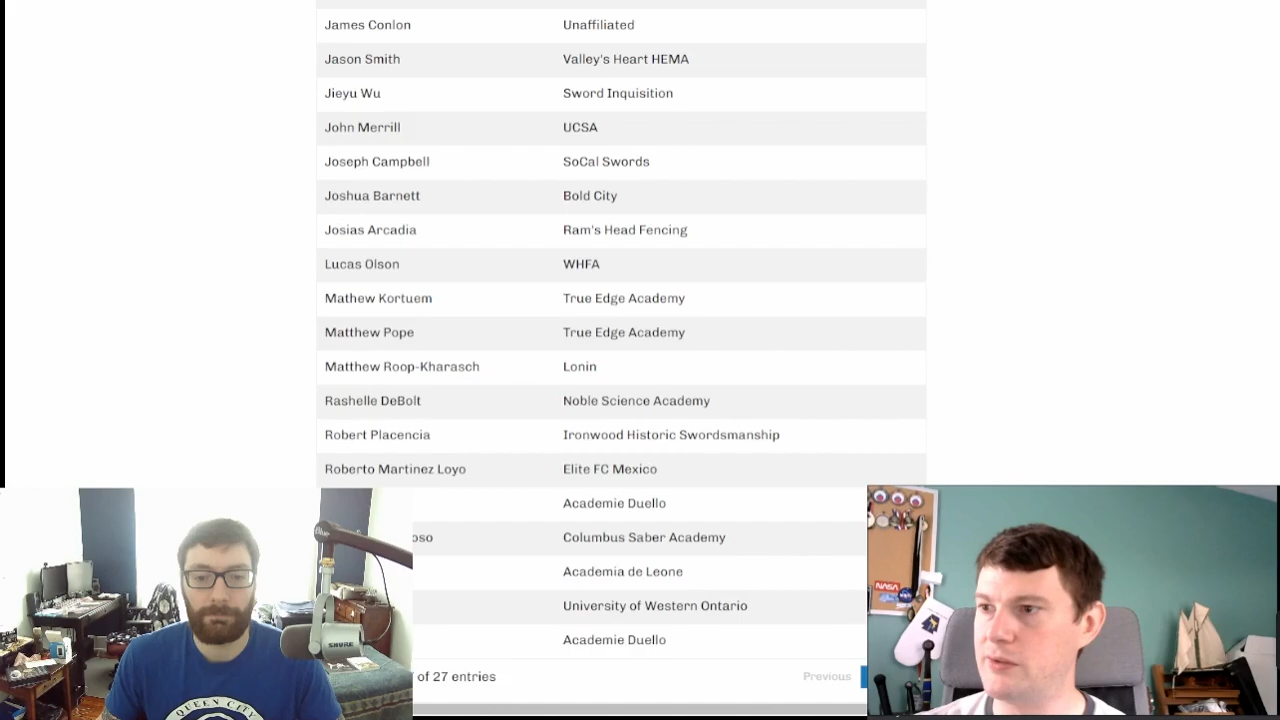 James Conlon Unaffiliated
Jason Smith Valley's Heart HEMA
Jieyu Wu Sword Inquisition
John Merrill UCSA
Joseph Campbell SoCal Swords
Joshua Barnett Bold City
Josias Arcadia Ram's Head Fencing
Lucas Olson WHFA
Mathew Kortuem True Edge Academy
Matthew Pope True Edge Academy
Matthew Roop-Kharasch Lonin
Rashelle DeBolt Noble Science Academy
Robert Placencia Ironwood Historic Swordsmanship
Roberto Martinez Loyo Elite FC Mexico
Academie Duello
oso Columbus Saber Academy
Academia de Leone
University of Western Ontario
Academie Duello
of 27 entries Previous
NASA
SHURE
QUEEN CITY